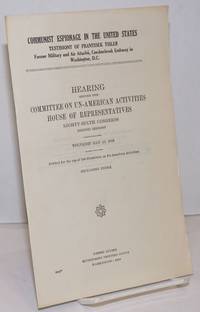 COMMUNIST ESPIONAGE IN THE UNITED STATES
TESTIMONY OF FRANTISEK TISLER
Former Military and Air Attaché, Czechoslovak Embassy in
Washington, D.C.
HEARING
BEFORE THE
COMMITTEE ON UN-AMERICAN ACTIVITIES
HOUSE OF REPRESENTATIVES
EIGHTY-SIXTH CONGRESS
SECOND SESSION
Printed for the use of the Committee on Un-American Activities
INCLUDING INDEX
UNITED STATES
GOVERNMENT PRINTING OFFICE
WASHINGTON : 1960